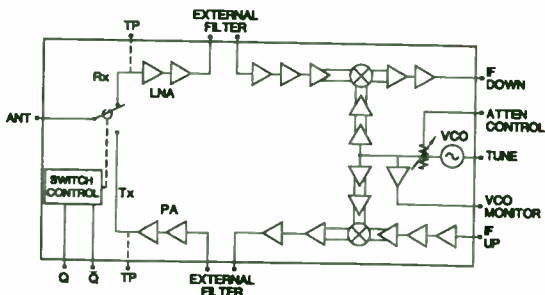 EXTERNAL
FILTER
TP
Rx
LNA
IF
DOWN
ANT
ATTEN
CONTROL
VCO
TUNE
SWITCH
CONTROL
Tx
PA
VCO
MONITOR
IF
UP
Q
Q̄
TP
EXTERNAL
FILTER